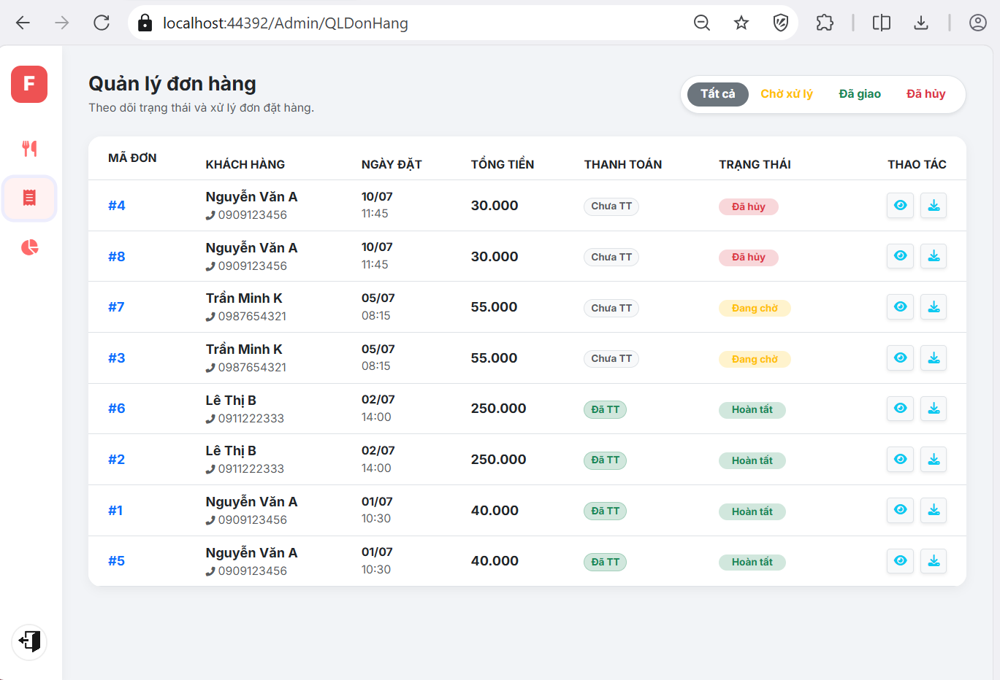 localhost:44392/Admin/QLDonHang
F
Quản lý đơn hàng
Theo dõi trạng thái và xử lý đơn đặt hàng.
Tất cả Chờ xử lý Đã giao Đã hủy
MÃ ĐƠN KHÁCH HÀNG NGÀY ĐẶT TỔNG TIỀN THANH TOÁN TRẠNG THÁI THAO TÁC
#4 Nguyễn Văn A 10/07 30.000 Chưa TT Đã hủy
0909123456 11:45
#8 Nguyễn Văn A 10/07 30.000 Chưa TT Đã hủy
0909123456 11:45
#7 Trần Minh K 05/07 55.000 Chưa TT Đang chờ
0987654321 08:15
#3 Trần Minh K 05/07 55.000 Chưa TT Đang chờ
0987654321 08:15
#6 Lê Thị B 02/07 250.000 Đã TT Hoàn tất
0911222333 14:00
#2 Lê Thị B 02/07 250.000 Đã TT Hoàn tất
0911222333 14:00
#1 Nguyễn Văn A 01/07 40.000 Đã TT Hoàn tất
0909123456 10:30
#5 Nguyễn Văn A 01/07 40.000 Đã TT Hoàn tất
0909123456 10:30